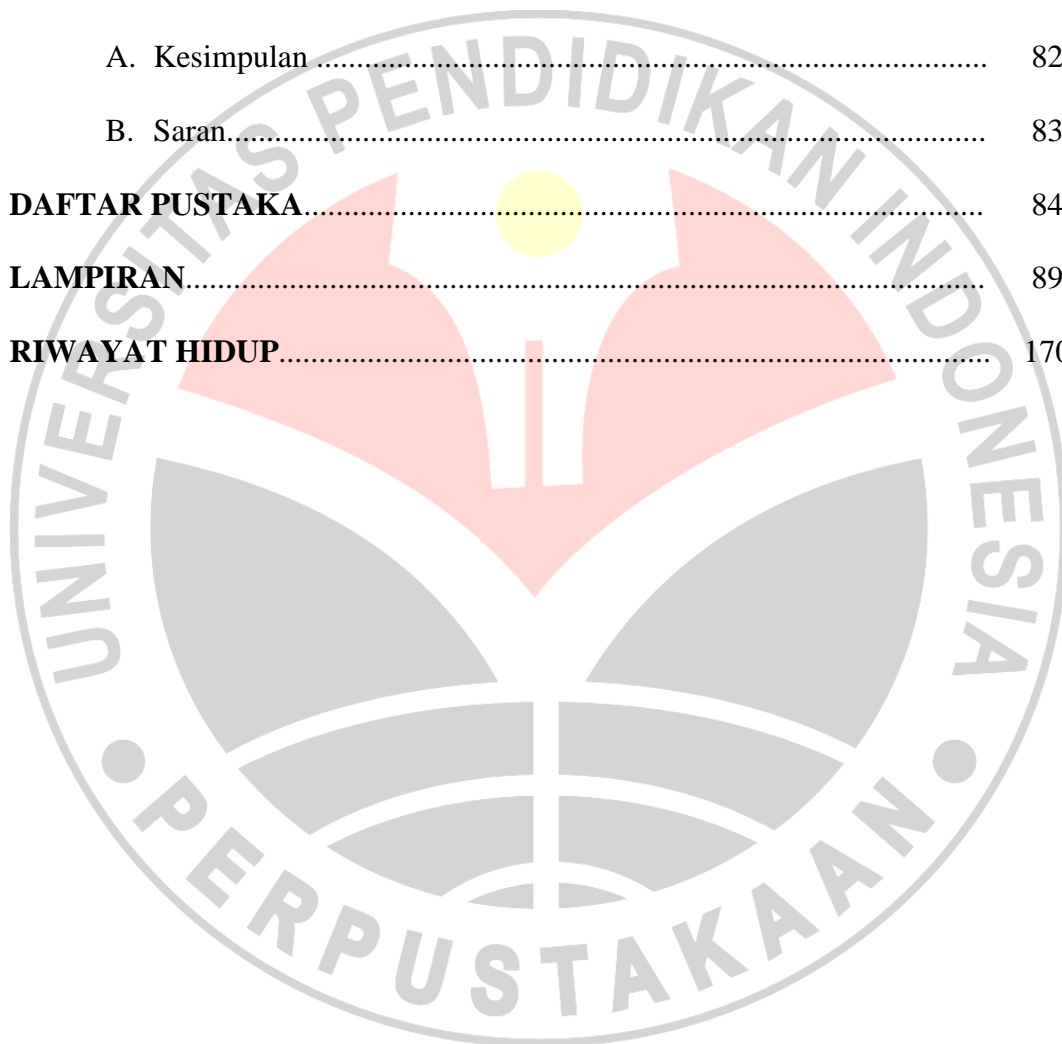 A. Kesimpulan ........................................................................... 82
B. Saran..................................................................................... 83
DAFTAR PUSTAKA............................................................................ 84
LAMPIRAN......................................................................................... 89
RIWAYAT HIDUP............................................................................... 170
UNIVERSITAS PENDIDIKAN INDONESIA
PERPUSTAKAAN